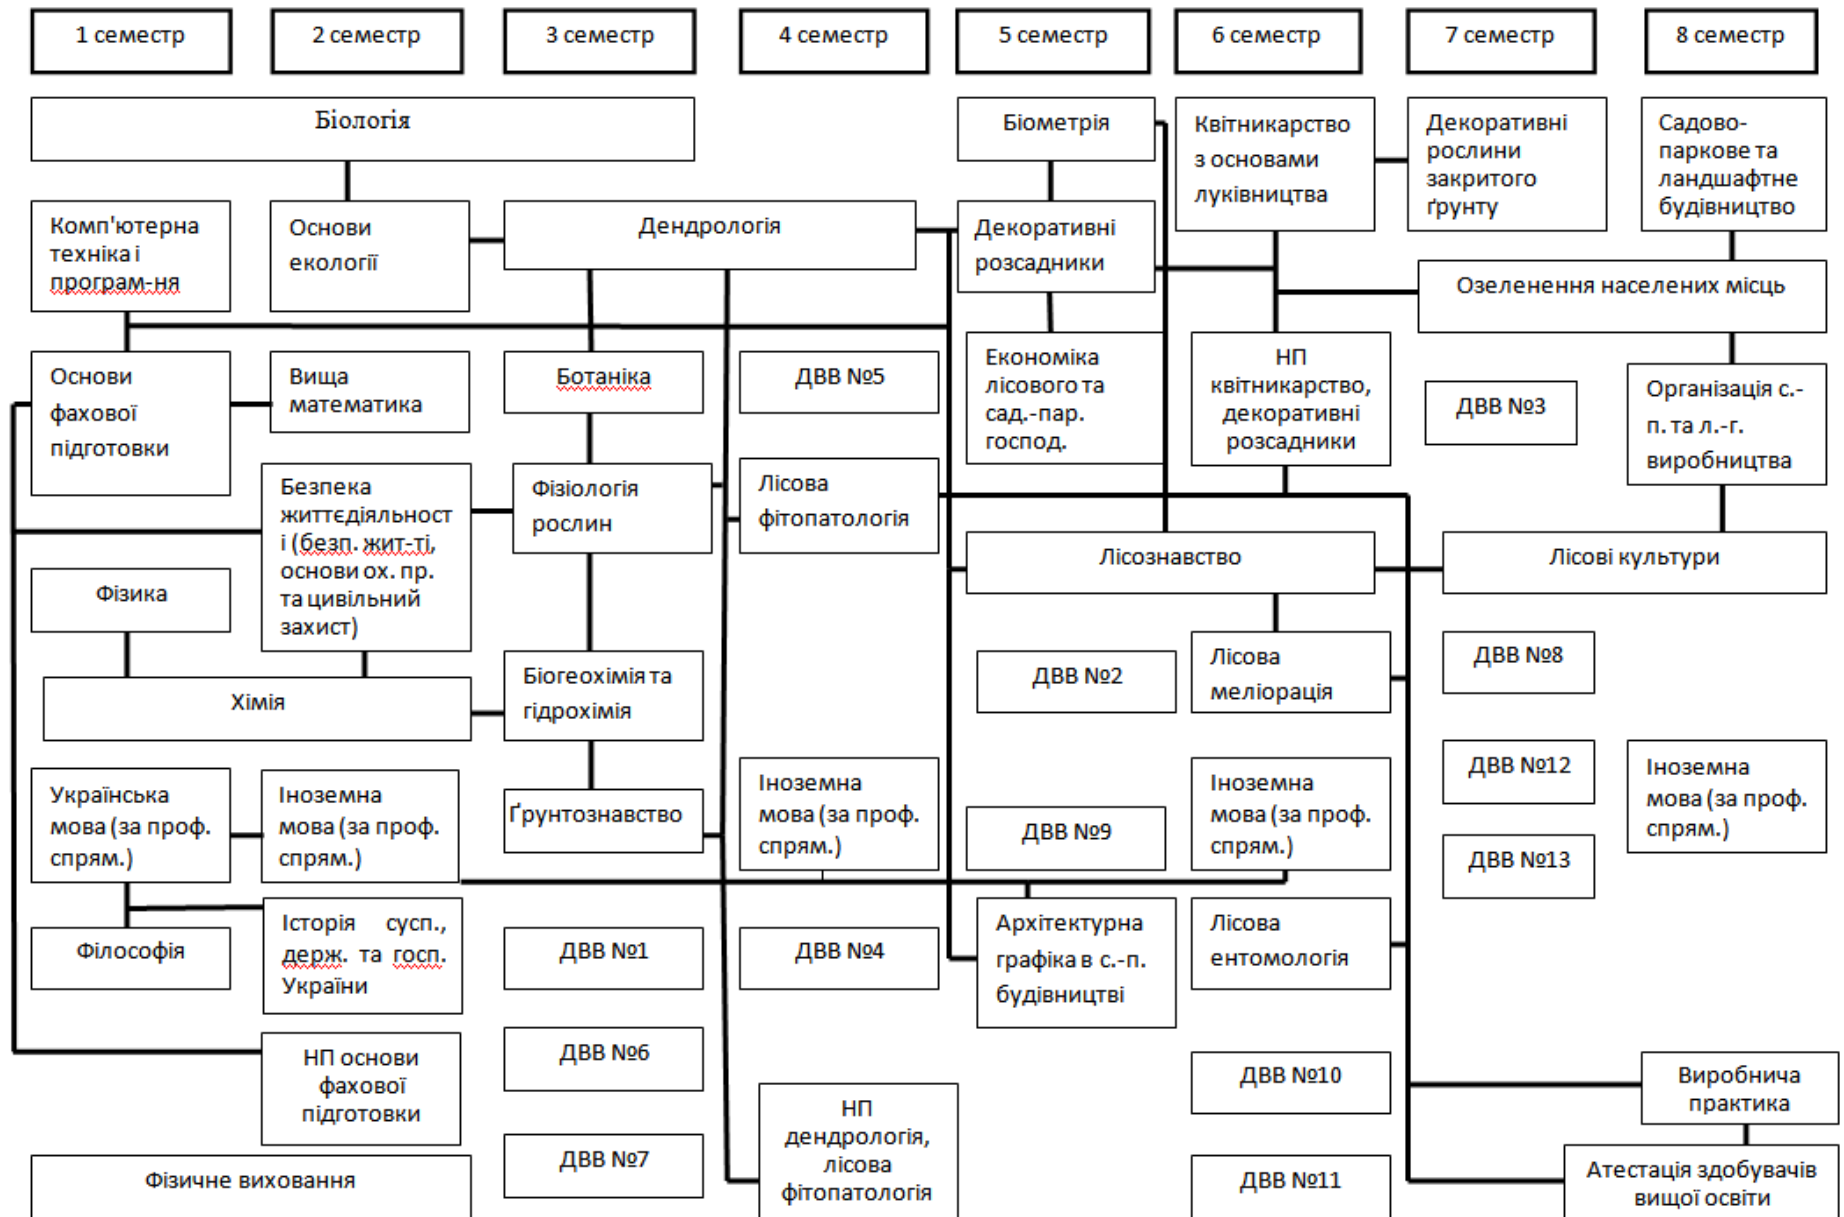 1 семестр
2 семестр
3 семестр
4 семестр
5 семестр
6 семестр
7 семестр
8 семестр
Біологія
Біометрія
Квітникарство
з основами
луківництва
Декоративні
рослини
закритого
ґрунту
Садово-
паркове та
ландшафтне
будівництво
Комп'ютерна
техніка і
програм-ня
Основи
екології
Дендрологія
Декоративні
розсадники
Озеленення населених місць
Основи
фахової
підготовки
Вища
математика
Ботаніка
ДВВ №5
Економіка
лісового та
сад.-пар.
господ.
НП
квітникарство,
декоративні
розсадники
ДВВ №3
Організація с.-
п. та л.-г.
виробництва
Безпека
життєдіяльност
і (безп. жит-ті,
основи ох. пр.
та цивільний
захист)
Фізіологія
рослин
Лісова
фітопатологія
Лісознавство
Лісові культури
Фізика
Хімія
Біогеохімія та
гідрохімія
ДВВ №2
Лісова
меліорація
ДВВ №8
Українська
мова (за проф.
спрям.)
Іноземна
мова (за проф.
спрям.)
Ґрунтознавство
Іноземна
мова (за проф.
спрям.)
ДВВ №9
Іноземна
мова (за проф.
спрям.)
ДВВ №12
ДВВ №13
Іноземна
мова (за проф.
спрям.)
Філософія
Історія сусп.,
держ. та госп.
України
ДВВ №1
ДВВ №4
Архітектурна
графіка в с.-п.
будівництві
Лісова
ентомологія
НП основи
фахової
підготовки
ДВВ №6
ДВВ №10
Виробнича
практика
Фізичне виховання
ДВВ №7
НП
дендрологія,
лісова
фітопатологія
ДВВ №11
Атестація здобувачів
вищої освіти